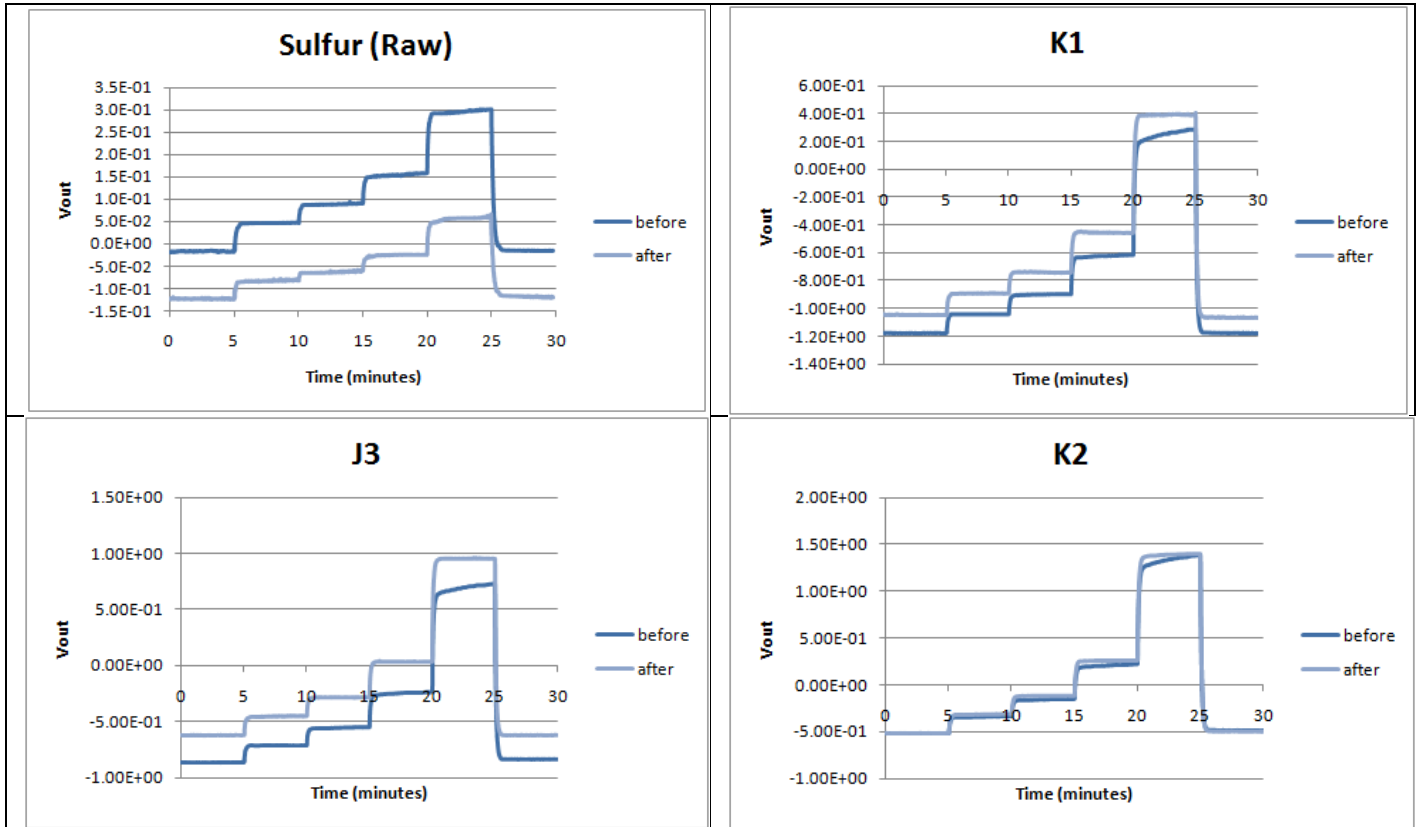 Sulfur (Raw)
3.5E-01
3.0E-01
2.5E-01
2.0E-01
1.5E-01
1.0E-01
5.0E-02
0.0E+00
-5.0E-02
-1.0E-01
-1.5E-01
Vout
0 5 10 15 20 25 30
Time (minutes)
before
after
K1
6.00E-01
4.00E-01
2.00E-01
0.00E+00
-2.00E-01
-4.00E-01
-6.00E-01
-8.00E-01
-1.00E+00
-1.20E+00
-1.40E+00
Vout
0 5 10 15 20 25 30
Time (minutes)
before
after
J3
1.50E+00
1.00E+00
5.00E-01
0.00E+00
-5.00E-01
-1.00E+00
Vout
0 5 10 15 20 25 30
Time (minutes)
before
after
K2
2.00E+00
1.50E+00
1.00E+00
5.00E-01
0.00E+00
-5.00E-01
-1.00E+00
Vout
0 5 10 15 20 25 30
Time (minutes)
before
after